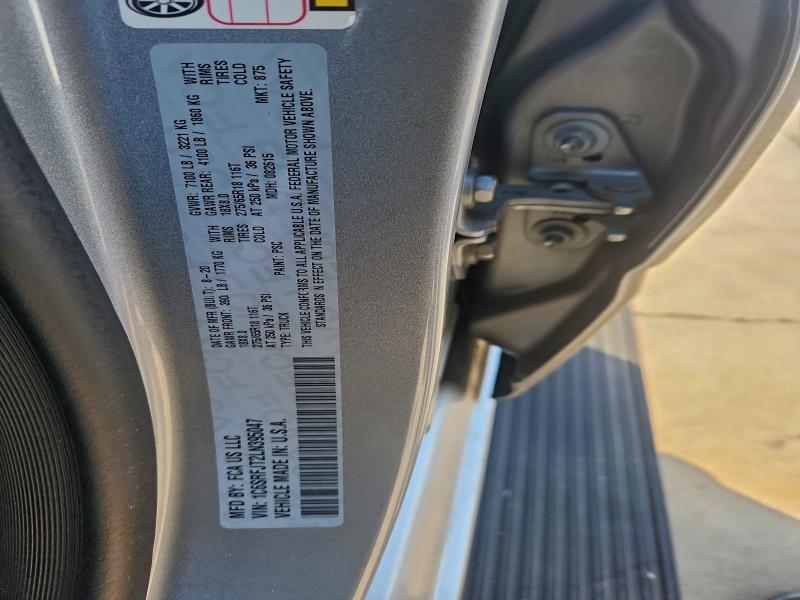 MFD BY: FCA US LLC
DATE OF MFR (BUILT): 8-20
GVWR: 7100 LB / 3221 KG
GAWR FRONT: LB / 1770 KG WITH
GAWR REAR: 4100 LB / 1860 KG WITH
18X8.0 RIMS
18X8.0 RIMS
275/65R18 116T TIRES
275/65R18 116T TIRES
AT 250 kPa / 36 PSI COLD
AT 250 kPa / 36 PSI COLD
VIN: 1C6SRFJT2LN395047
TYPE: TRUCK
MDH: 082615
MKT: 875
VEHICLE MADE IN: U.S.A.
PAINT: PSC
THIS VEHICLE CONFORMS TO ALL APPLICABLE U.S.A. FEDERAL MOTOR VEHICLE SAFETY
STANDARDS IN EFFECT ON THE DATE OF MANUFACTURE SHOWN ABOVE.